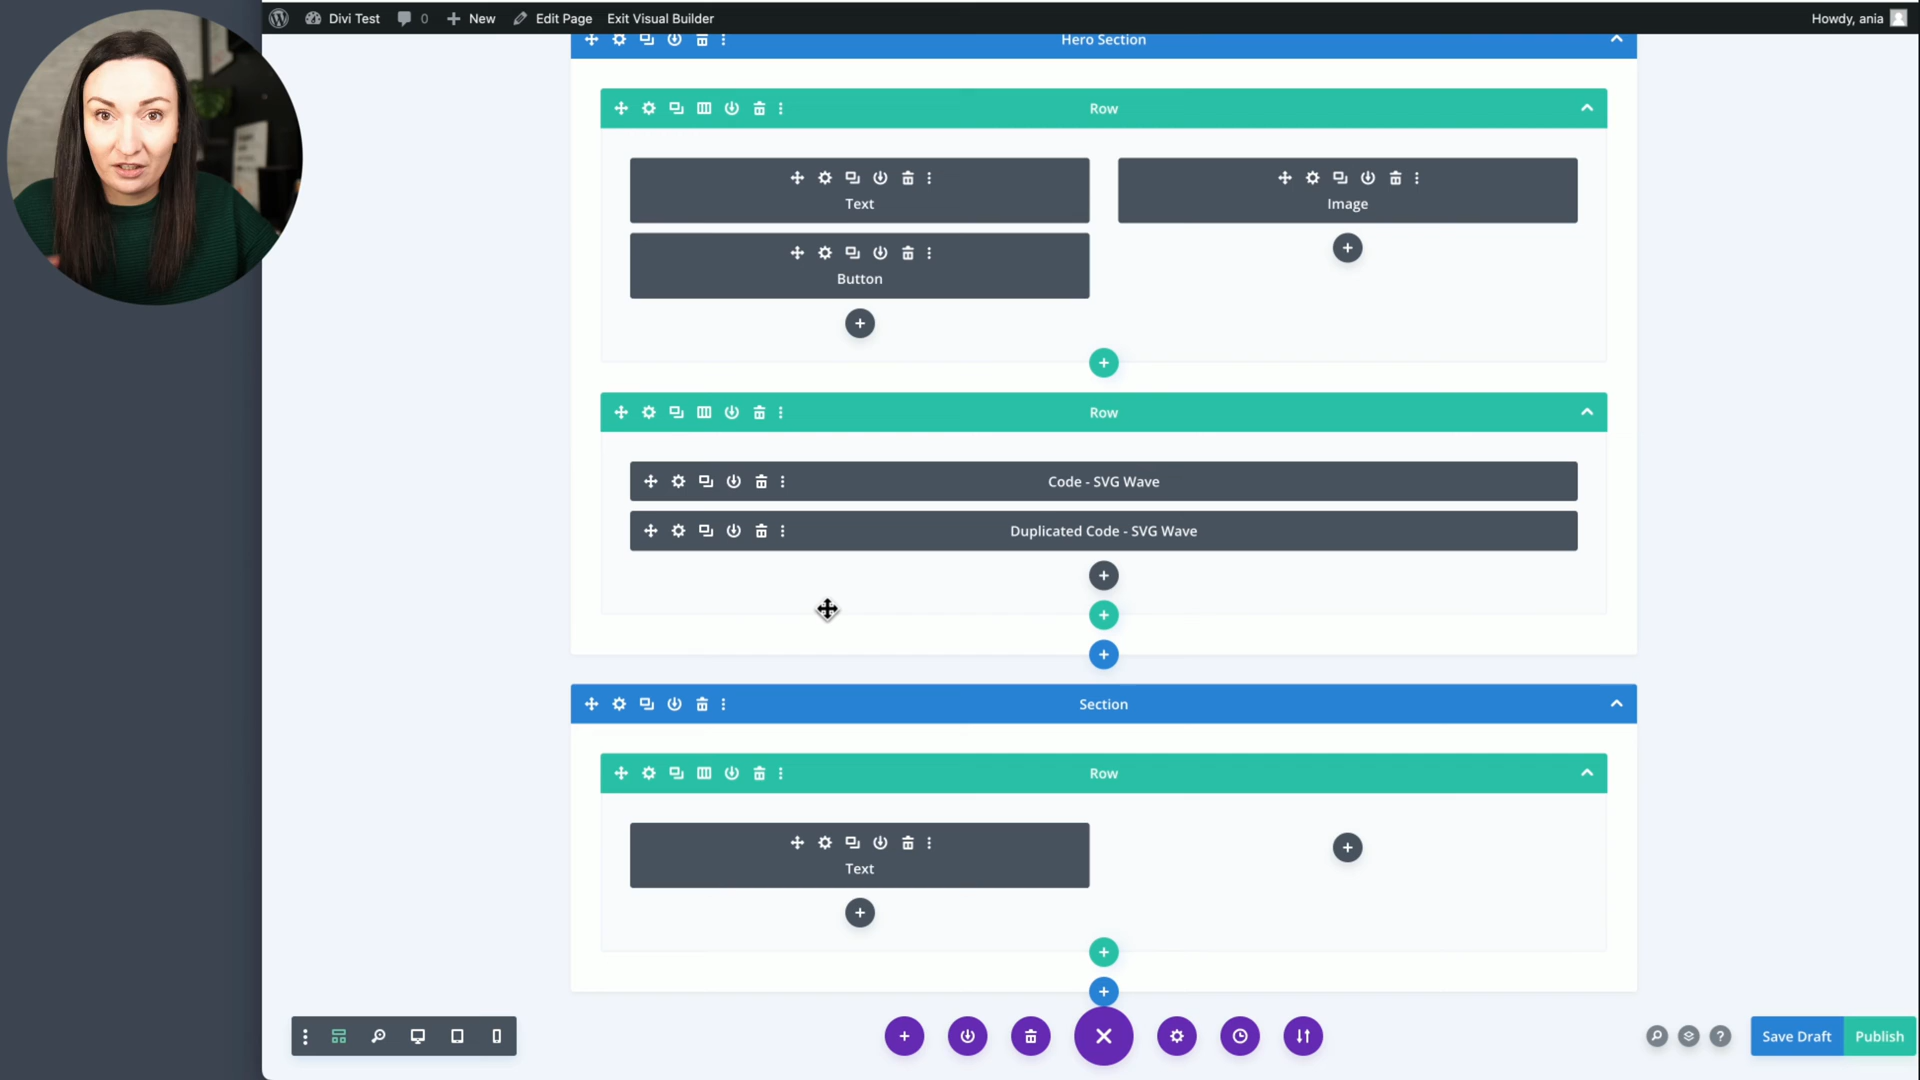 Divi Test 0 New Edit Page Exit Visual Builder Howdy, ania
Hero Section
Row
Text
Image
Button
Row
Code - SVG Wave
Duplicated Code - SVG Wave
Section
Row
Text
Save Draft Publish